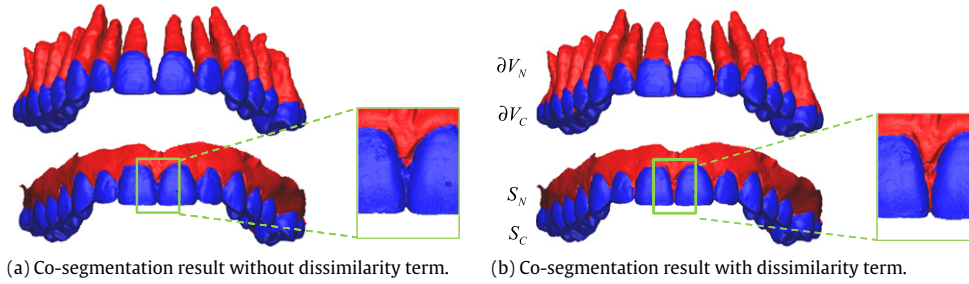 ∂V_N
∂V_C
S_N
S_C
(a) Co-segmentation result without dissimilarity term.
(b) Co-segmentation result with dissimilarity term.